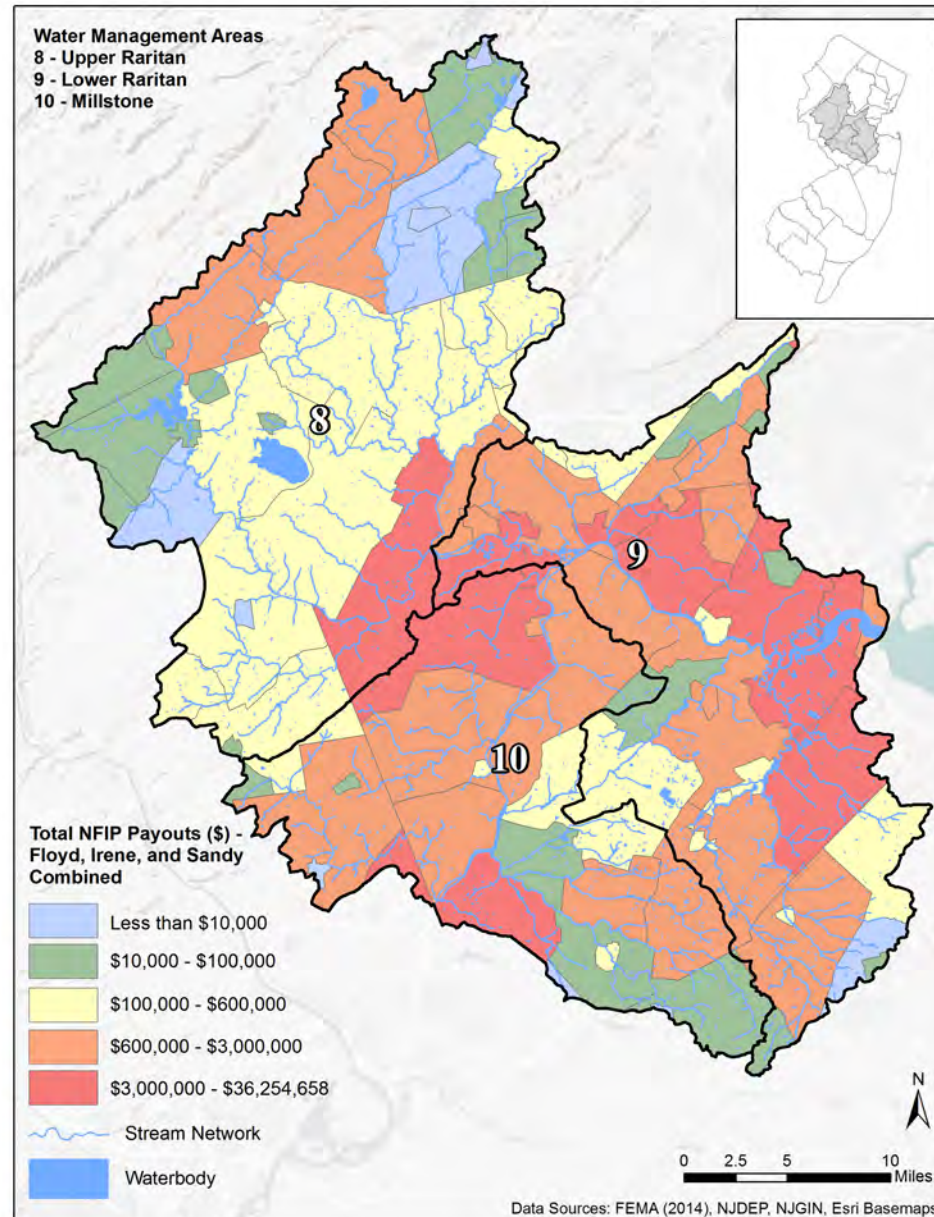 Water Management Areas
8 - Upper Raritan
9 - Lower Raritan
10 - Millstone
8
9
10
Total NFIP Payouts ($) -
Floyd, Irene, and Sandy
Combined
Less than $10,000
$10,000 - $100,000
$100,000 - $600,000
$600,000 - $3,000,000
$3,000,000 - $36,254,658
Stream Network
Waterbody
N
0 2.5 5 10
Miles
Data Sources: FEMA (2014), NJDEP, NJGIN, Esri Basemaps